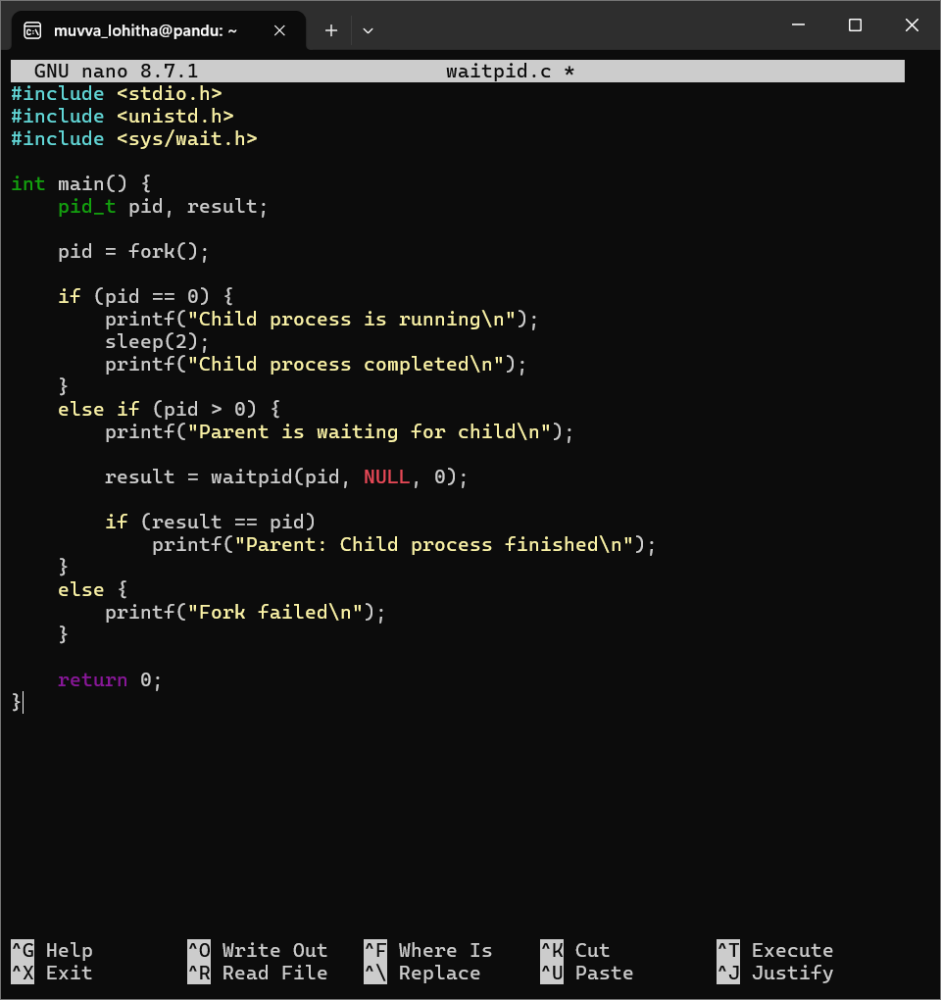 muvva_lohitha@pandu: ~
GNU nano 8.7.1 waitpid.c *
#include <stdio.h>
#include <unistd.h>
#include <sys/wait.h>

int main() {
    pid_t pid, result;

    pid = fork();

    if (pid == 0) {
        printf("Child process is running\n");
        sleep(2);
        printf("Child process completed\n");
    }
    else if (pid > 0) {
        printf("Parent is waiting for child\n");

        result = waitpid(pid, NULL, 0);

        if (result == pid)
            printf("Parent: Child process finished\n");
    }
    else {
        printf("Fork failed\n");
    }

    return 0;
}
^G Help ^O Write Out ^F Where Is ^K Cut ^T Execute
^X Exit ^R Read File ^\ Replace ^U Paste ^J Justify